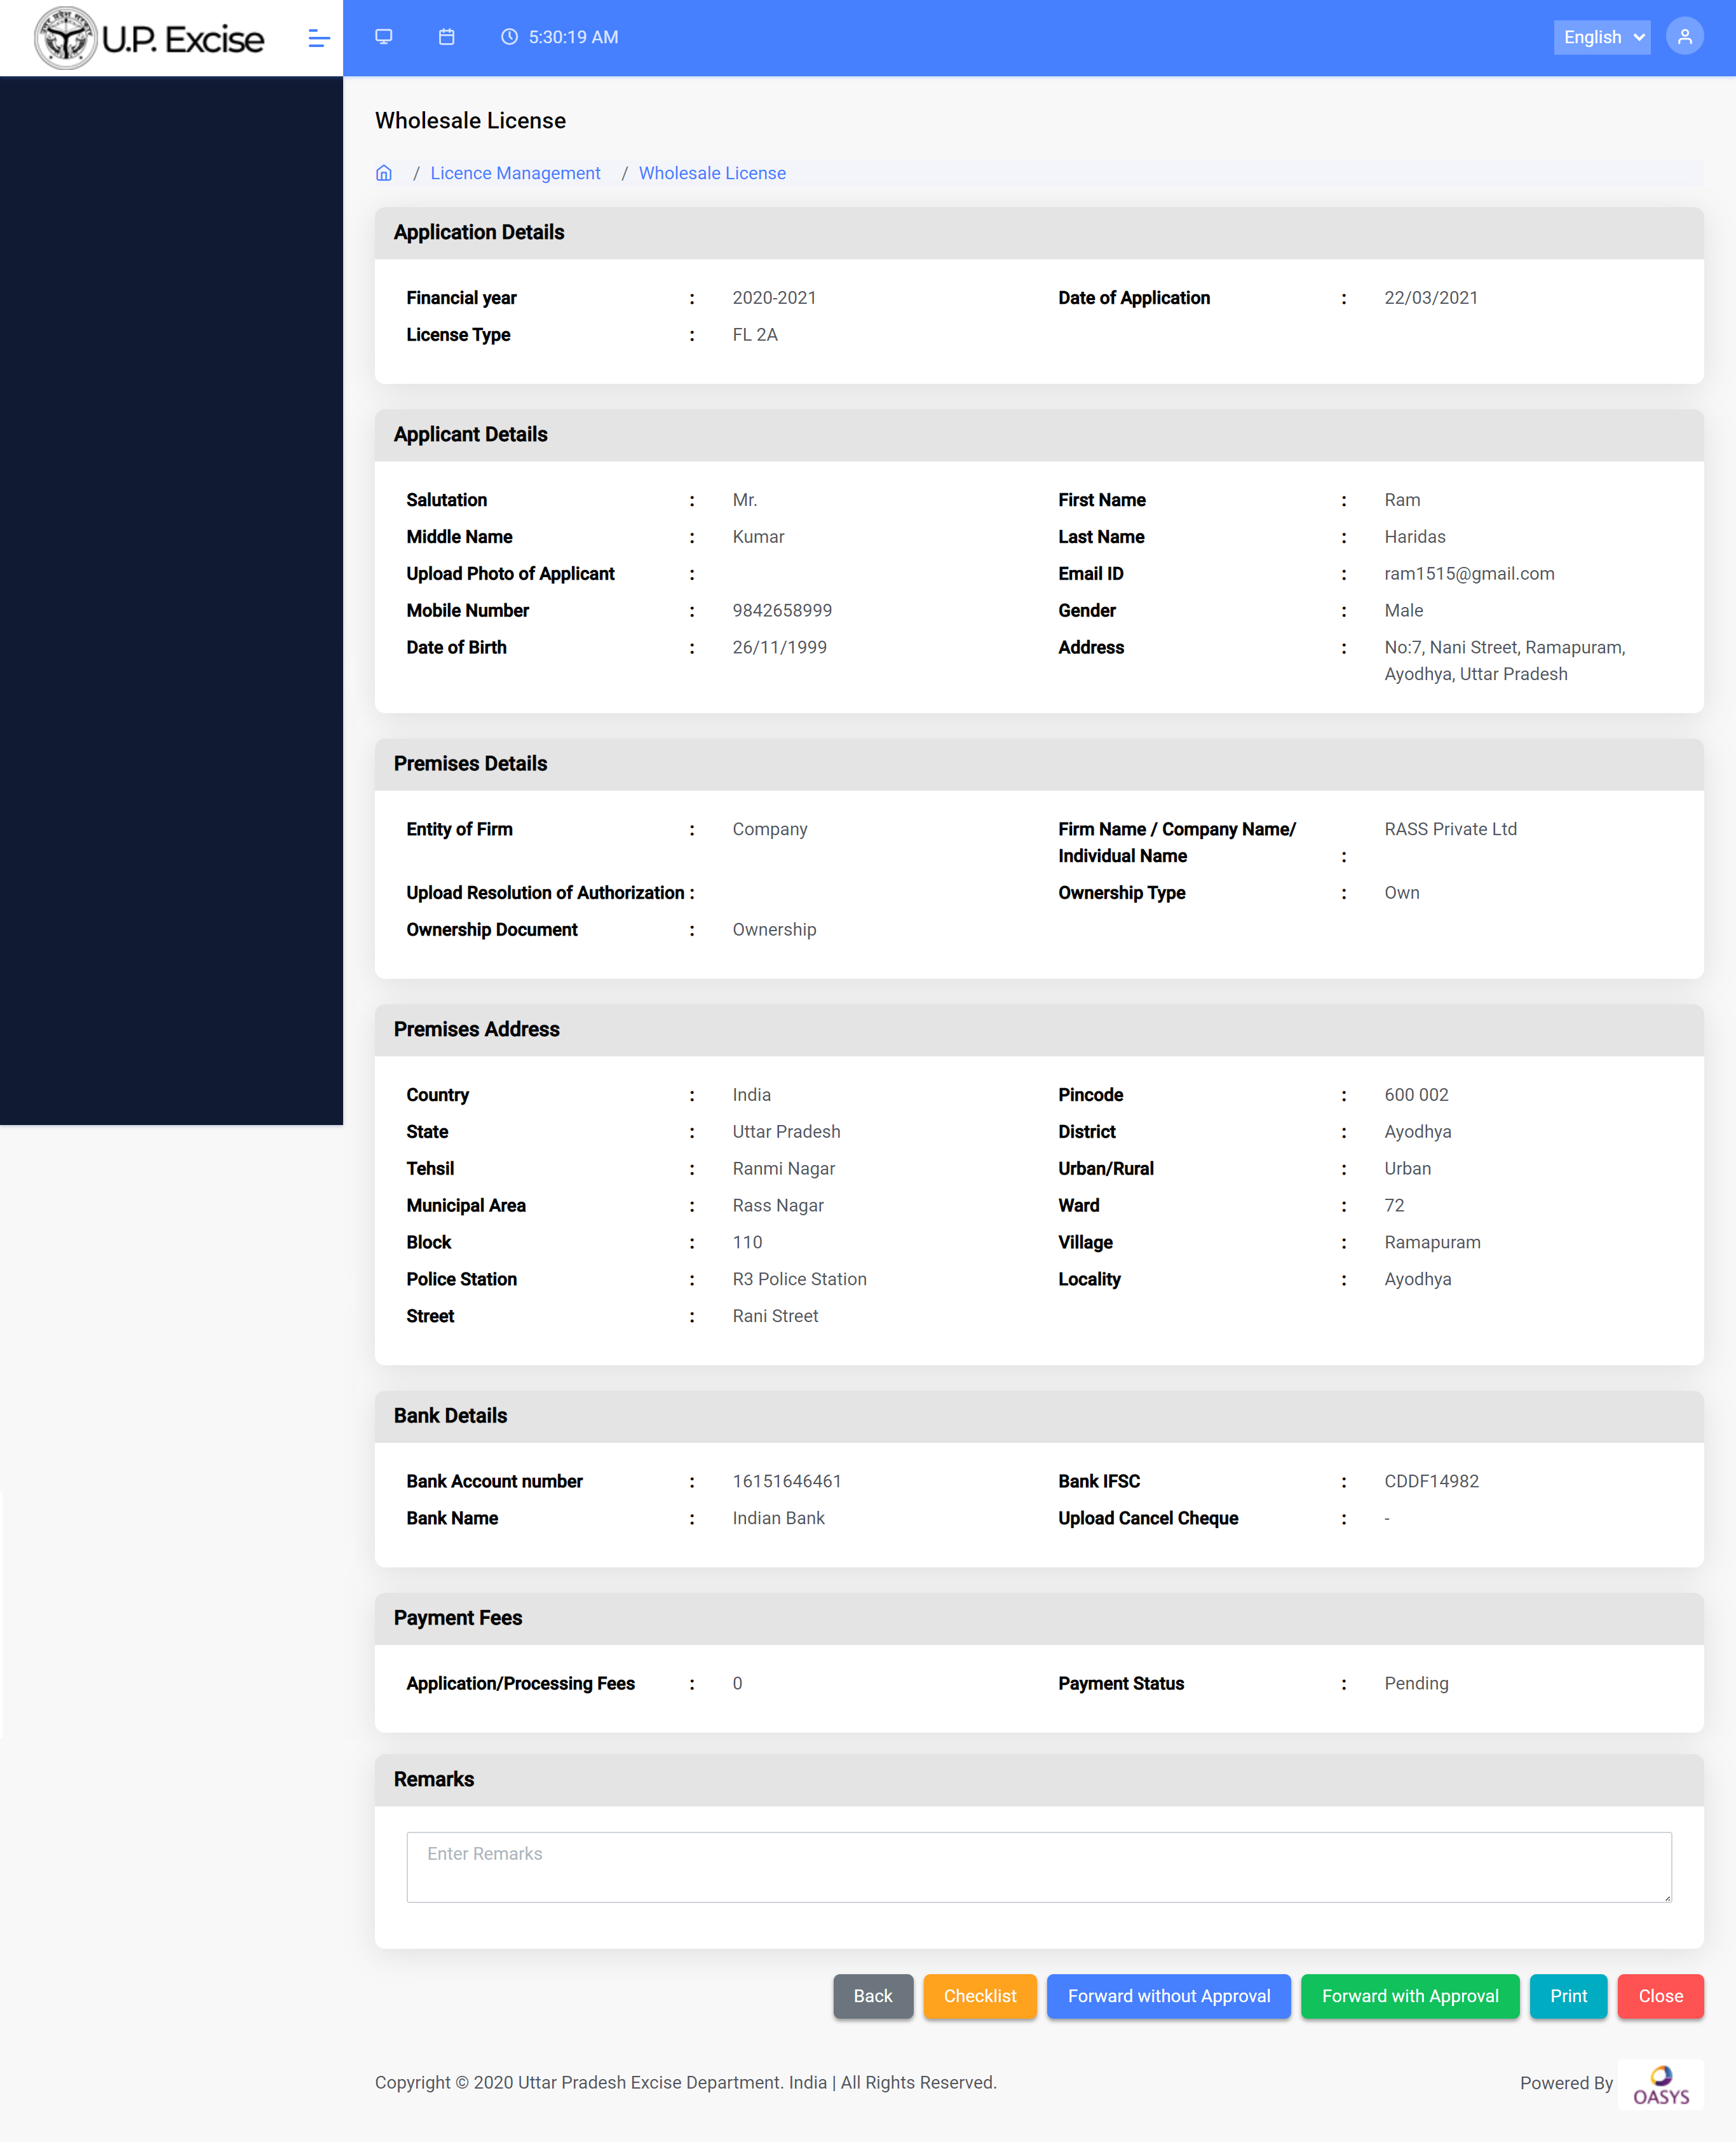 U.P. Excise
5:30:19 AM
English
Wholesale License
/ Licence Management / Wholesale License
Application Details
Financial year : 2020-2021 Date of Application : 22/03/2021
License Type : FL 2A
Applicant Details
Salutation : Mr. First Name : Ram
Middle Name : Kumar Last Name : Haridas
Upload Photo of Applicant : Email ID : ram1515@gmail.com
Mobile Number : 9842658999 Gender : Male
Date of Birth : 26/11/1999 Address : No:7, Nani Street, Ramapuram,
Ayodhya, Uttar Pradesh
Premises Details
Entity of Firm : Company Firm Name / Company Name/ RASS Private Ltd
Individual Name :
Upload Resolution of Authorization : Ownership Type : Own
Ownership Document : Ownership
Premises Address
Country : India Pincode : 600 002
State : Uttar Pradesh District : Ayodhya
Tehsil : Ranmi Nagar Urban/Rural : Urban
Municipal Area : Rass Nagar Ward : 72
Block : 110 Village : Ramapuram
Police Station : R3 Police Station Locality : Ayodhya
Street : Rani Street
Bank Details
Bank Account number : 16151646461 Bank IFSC : CDDF14982
Bank Name : Indian Bank Upload Cancel Cheque : -
Payment Fees
Application/Processing Fees : 0 Payment Status : Pending
Remarks
Enter Remarks
Back Checklist Forward without Approval Forward with Approval Print Close
Copyright © 2020 Uttar Pradesh Excise Department. India | All Rights Reserved. Powered By OASYS